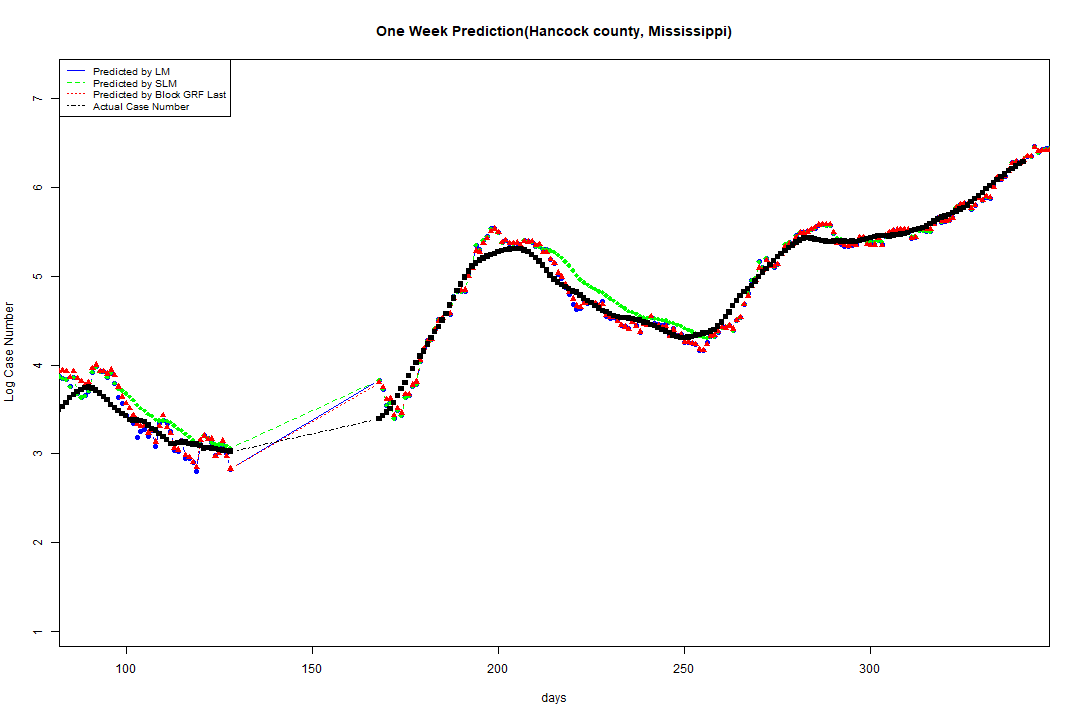 One Week Prediction(Hancock county, Mississippi)
Predicted by LM
Predicted by SLM
Predicted by Block GRF Last
Actual Case Number
7
6
5
4
3
2
1
Log Case Number
100 150 200 250 300
days